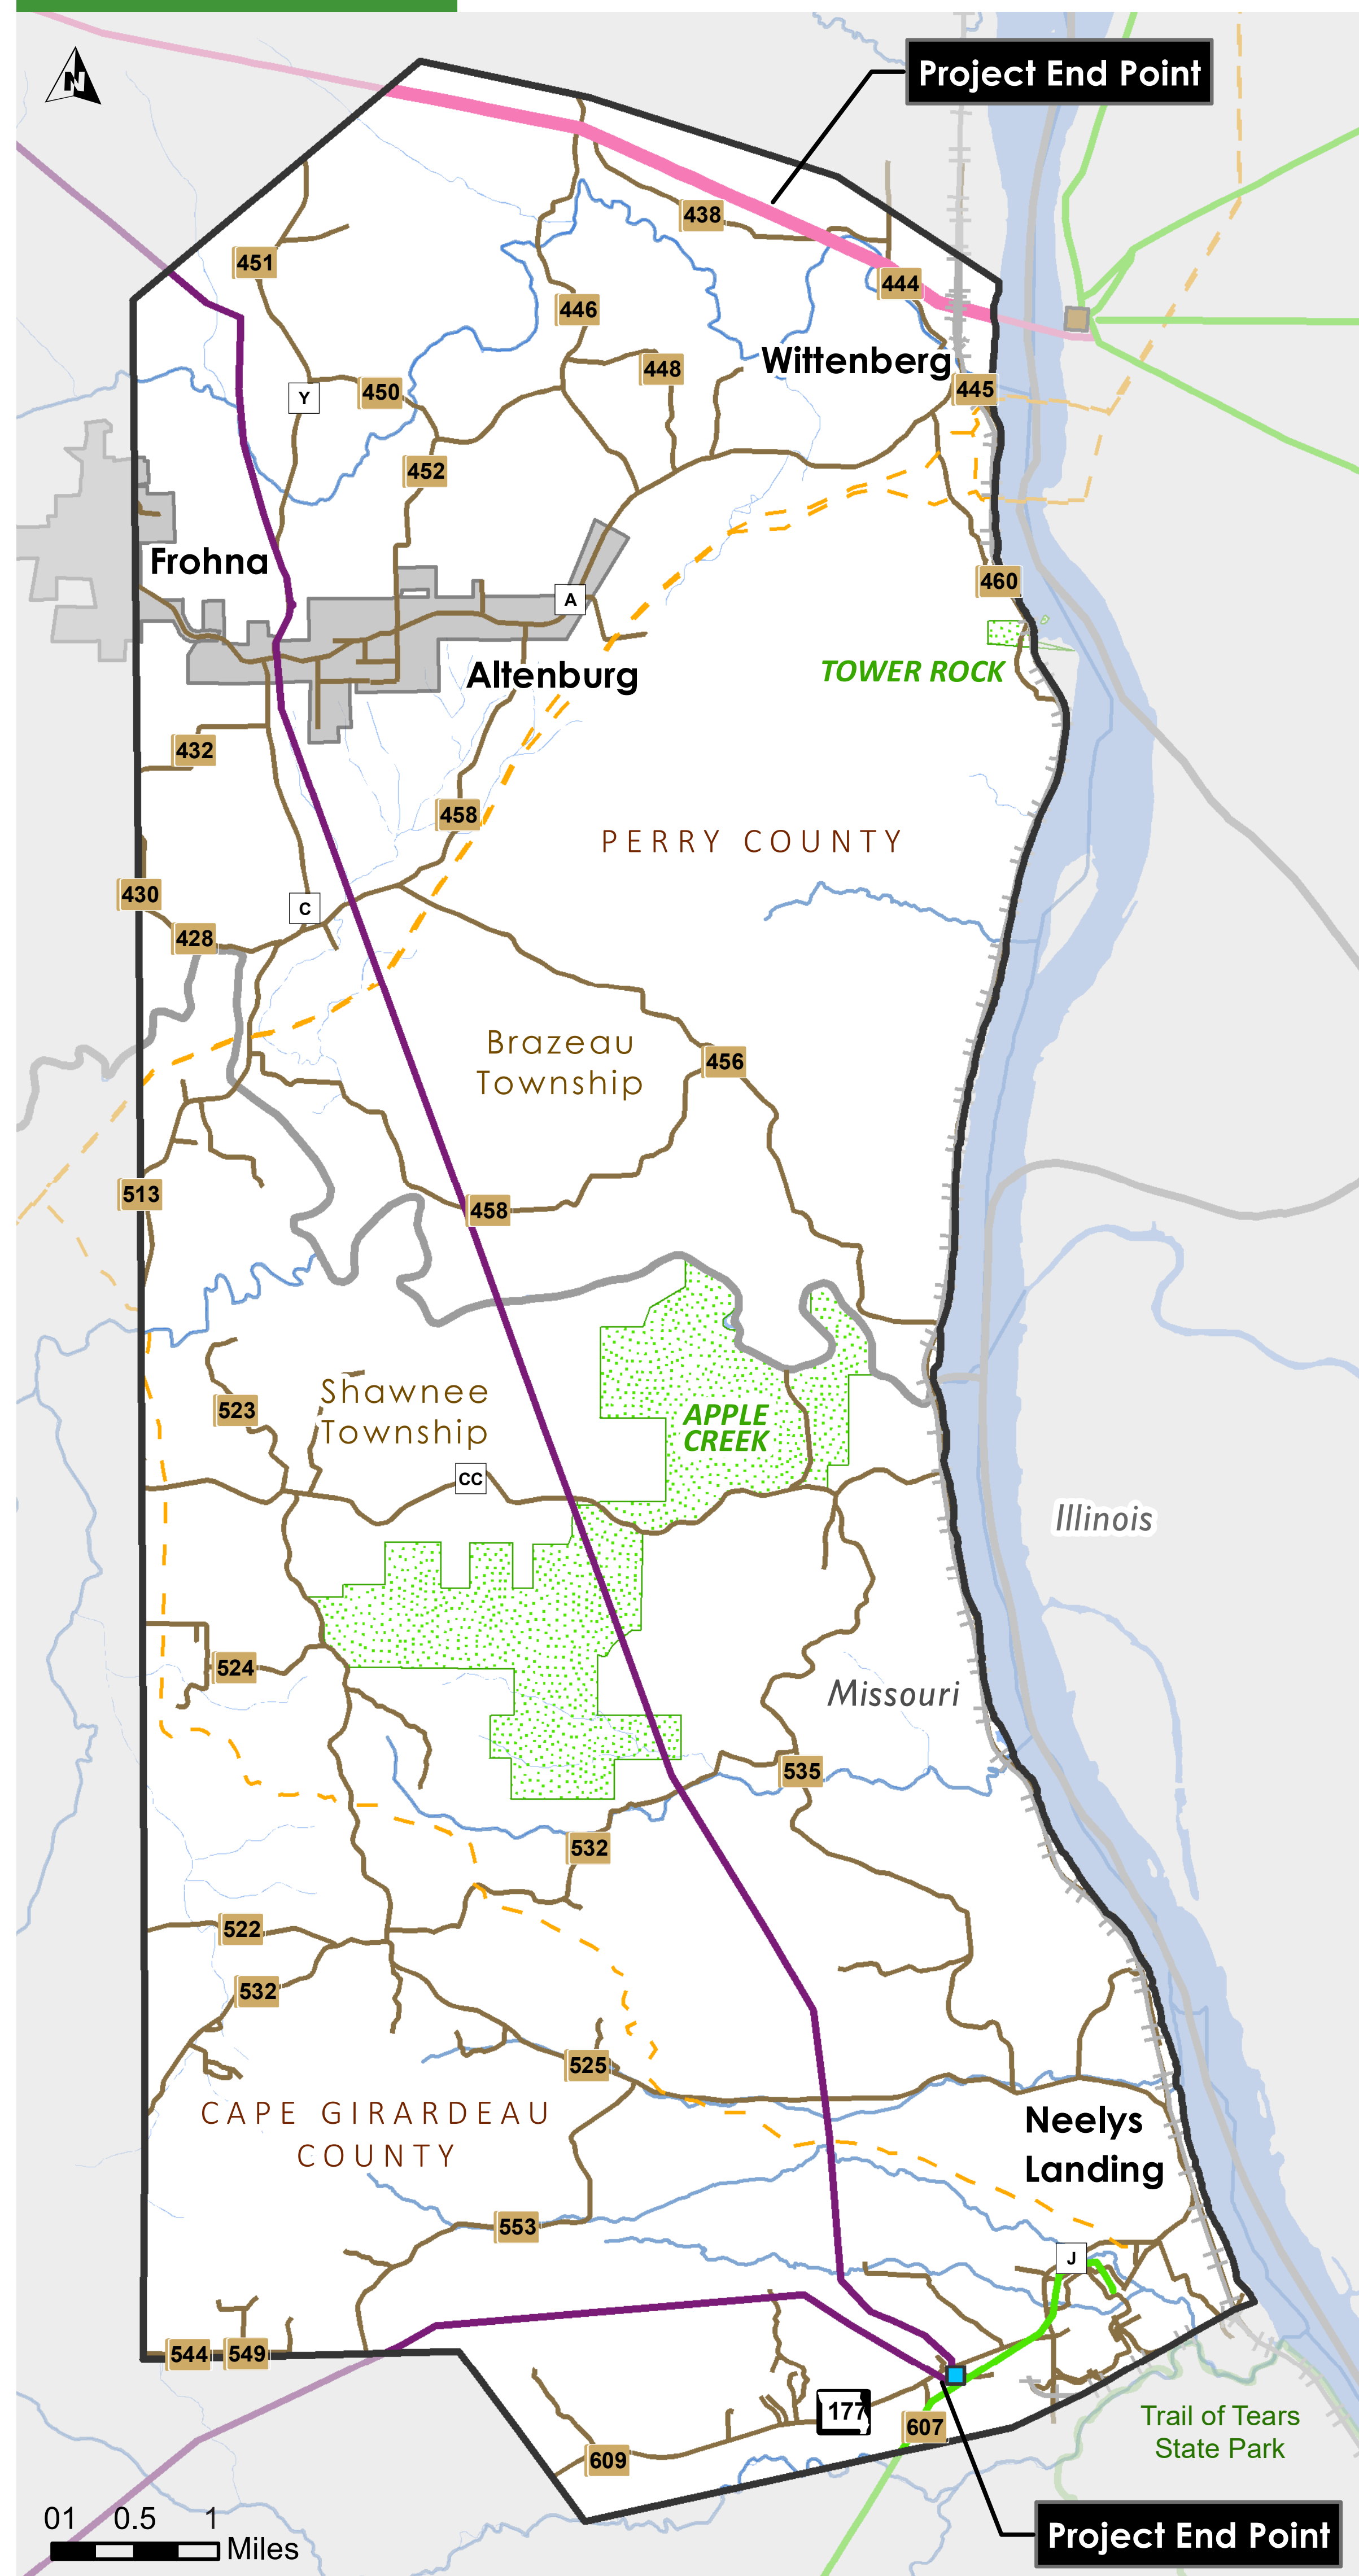 N
Project End Point
438
451
444
446
Wittenberg
448
445
450
Y
452
Frohna
460
A
TOWER ROCK
Altenburg
432
458
PERRY COUNTY
430
C
428
Brazeau
Township
456
513
458
Shawnee
Township
APPLE
CREEK
523
CC
Illinois
524
Missouri
535
532
522
532
525
CAPE GIRARDEAU
COUNTY
Neelys
Landing
553
J
544
549
177
607
609
Trail of Tears
State Park
Project End Point
01 0.5 1
Miles